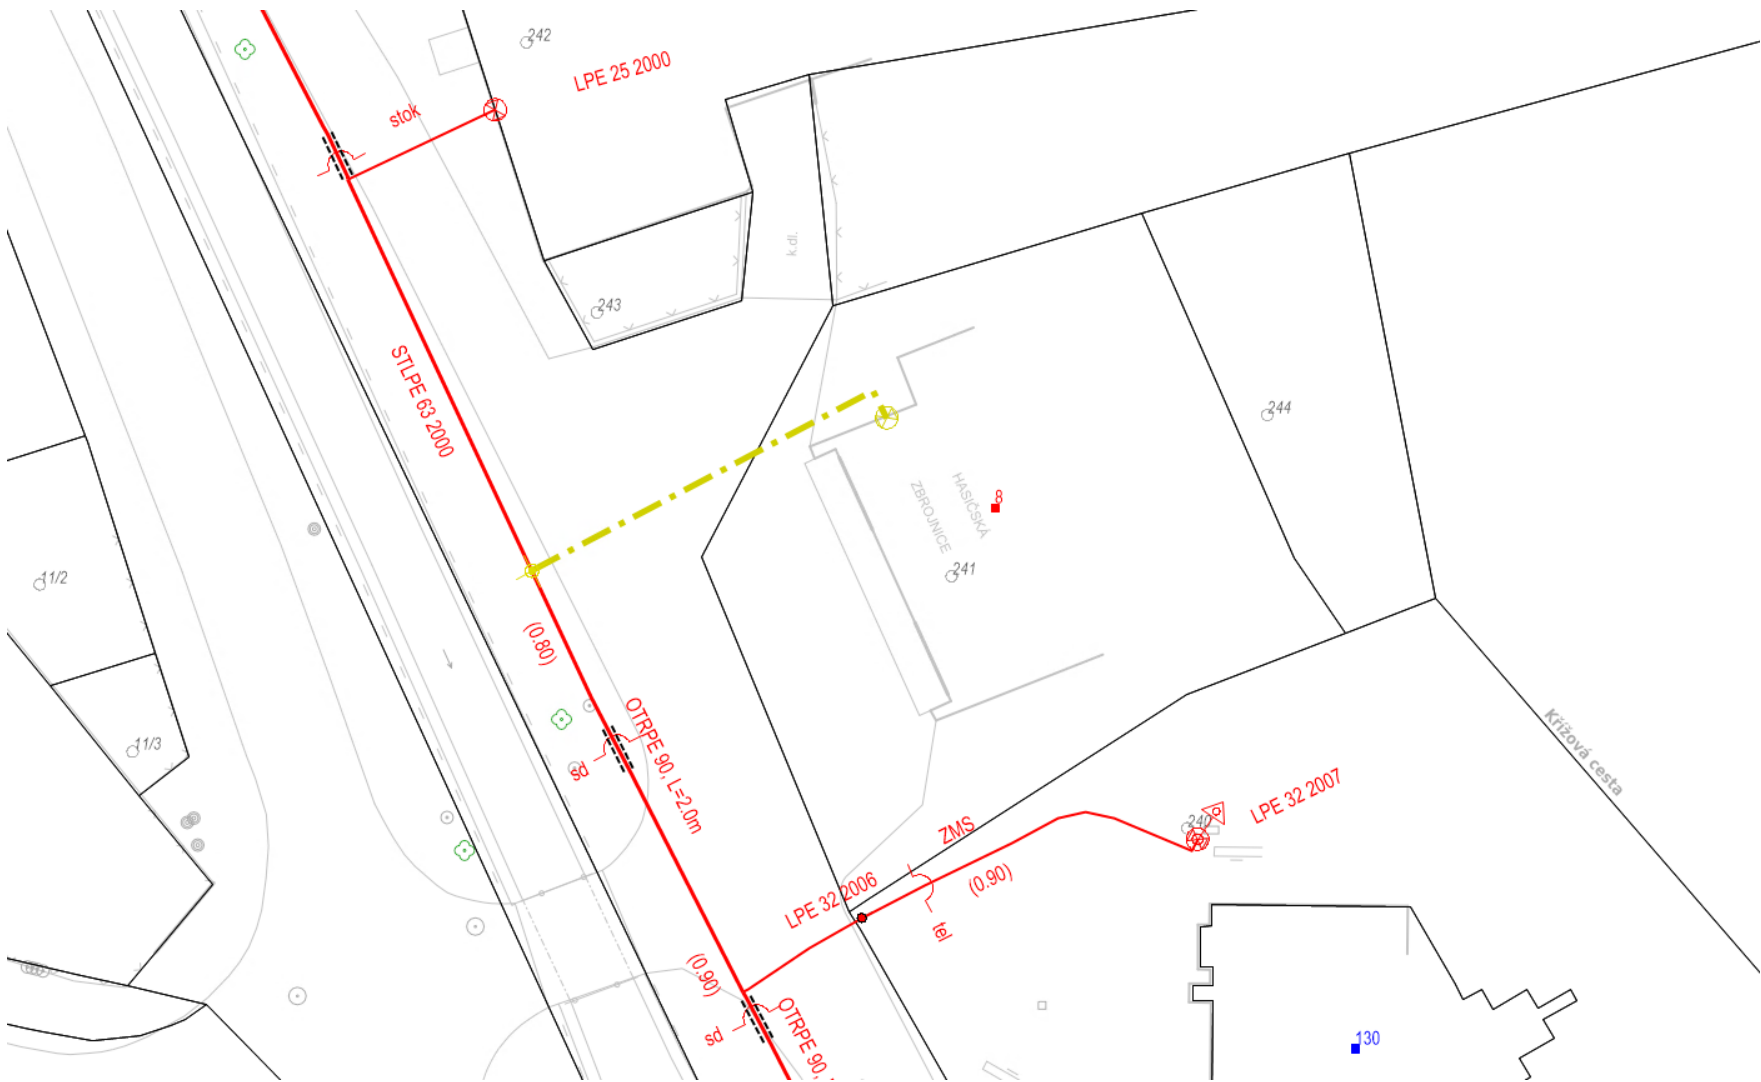 242
LPE 25 2000
stok
k.dl.
243
STLPE 63 2000
244
8
HASIČSKÁ
ZBROJNICE
241
11/2
(0.80)
OTRPE 90, L=2.0m
sd
11/3
Křížová cesta
LPE 32 2007
240
ZMS
(0.90)
LPE 32 2006
tel
(0.90)
OTRPE 90,
sd
130